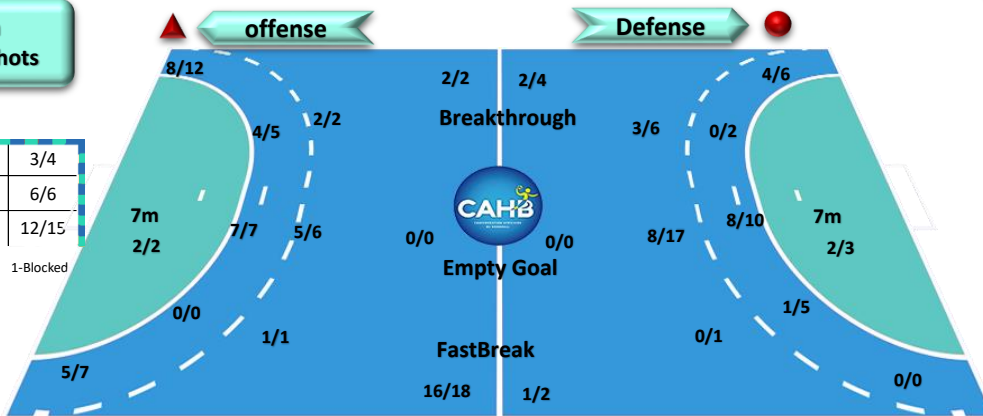 hots
offense
Defense
8/12
2/2
2/4
4/6
4/5
2/2
Breakthrough
3/6
0/2
3/4
6/6
12/15
1-Blocked
CAHB
7m
2/2
7/7
5/6
0/0
0/0
8/17
8/10
7m
2/3
Empty Goal
0/0
1/1
FastBreak
0/1
1/5
5/7
16/18
1/2
0/0